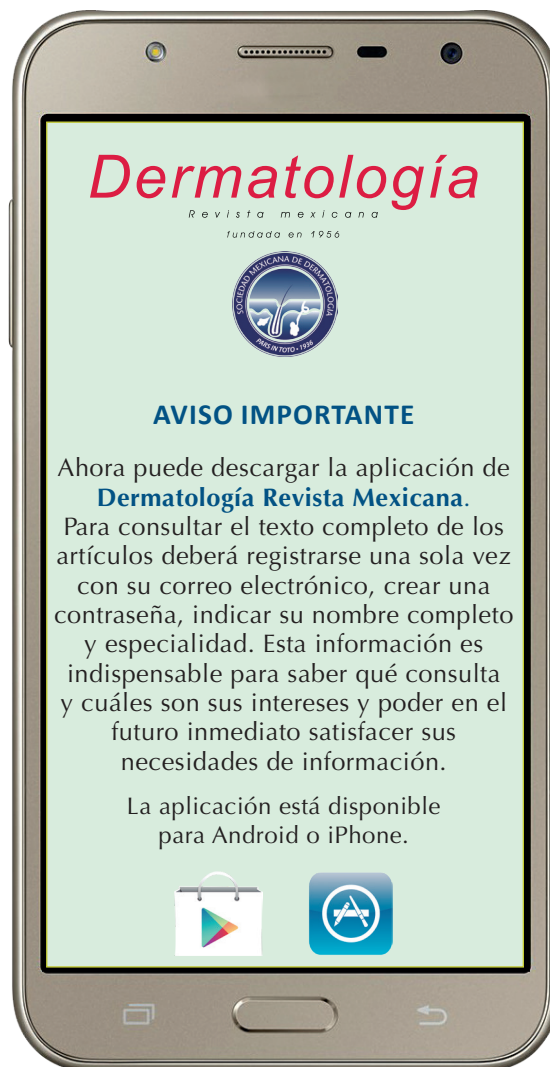 Dermatología
Revista mexicana
fundada en 1956
SOCIEDAD MEXICANA DE DERMATOLOGÍA
PARS IN TOTO • 1936
AVISO IMPORTANTE
Ahora puede descargar la aplicación de
Dermatología Revista Mexicana.
Para consultar el texto completo de los
artículos deberá registrarse una sola vez
con su correo electrónico, crear una
contraseña, indicar su nombre completo
y especialidad. Esta información es
indispensable para saber qué consulta
y cuáles son sus intereses y poder en el
futuro inmediato satisfacer sus
necesidades de información.
La aplicación está disponible
para Android o iPhone.